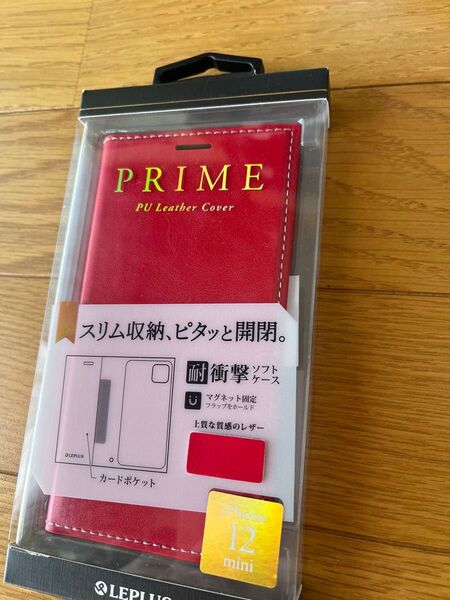 PRIME
PU Leather Cover
スリム収納、ピタッと開閉。
耐衝撃 ソフトケース
マグネット固定
フラップをホールド
上質な質感のレザー
LEPLUS
カードポケット
iPhone
12
mini
LEPLUS